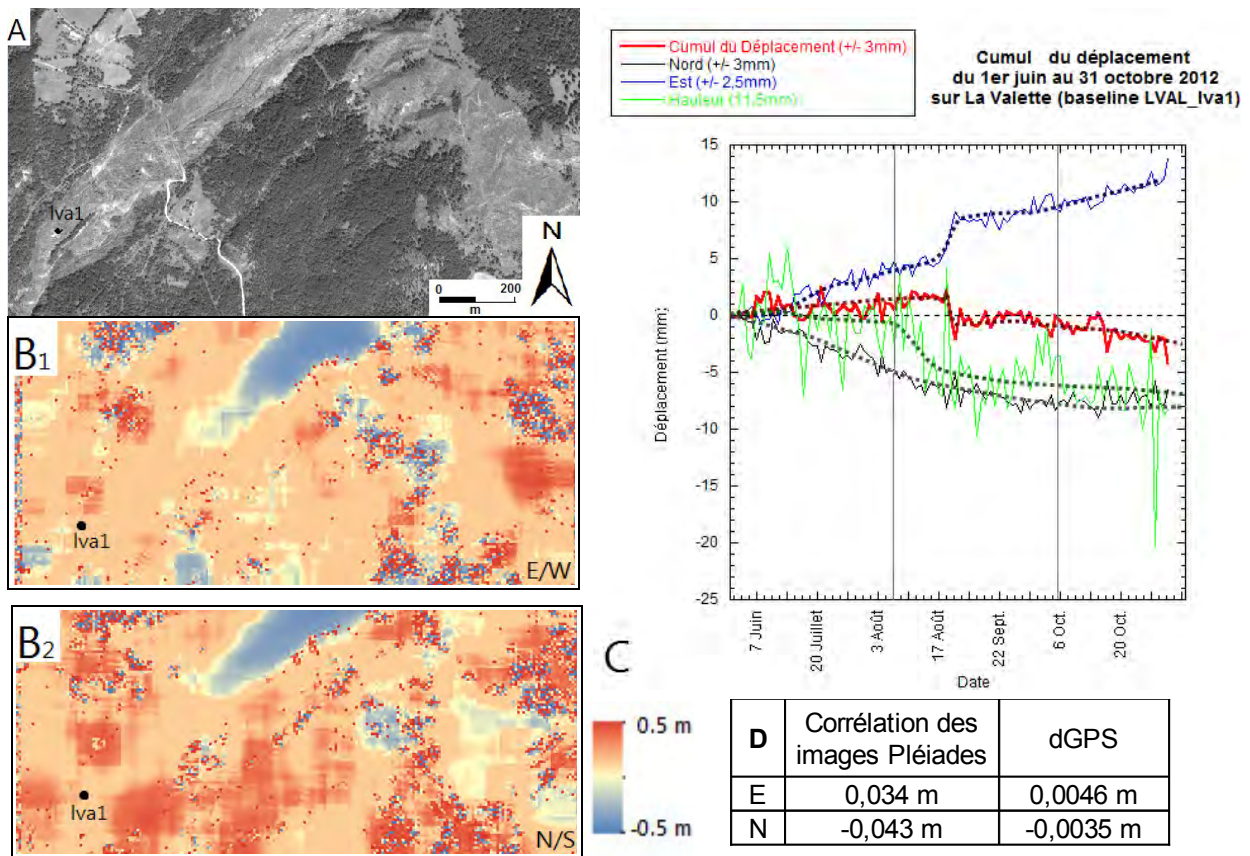 A
lva1
N
0
200
m
B1
lva1
E/W
B2
lva1
N/S
Cumul du Déplacement (+/- 3mm)
Nord (+/- 3mm)
Est (+/- 2,5mm)
Hauteur (11,5mm)
Cumul du déplacement
du 1er juin au 31 octobre 2012
sur La Valette (baseline LVAL_lva1)
Déplacement (mm)
15
10
5
0
-5
-10
-15
-20
-25
7 Juin
20 Juillet
3 Août
17 Août
22 Sept.
6 Oct.
20 Oct.
Date
C
0.5 m
-0.5 m
D
Corrélation des
images Pléiades
dGPS
E
0,034 m
0,0046 m
N
-0,043 m
-0,0035 m